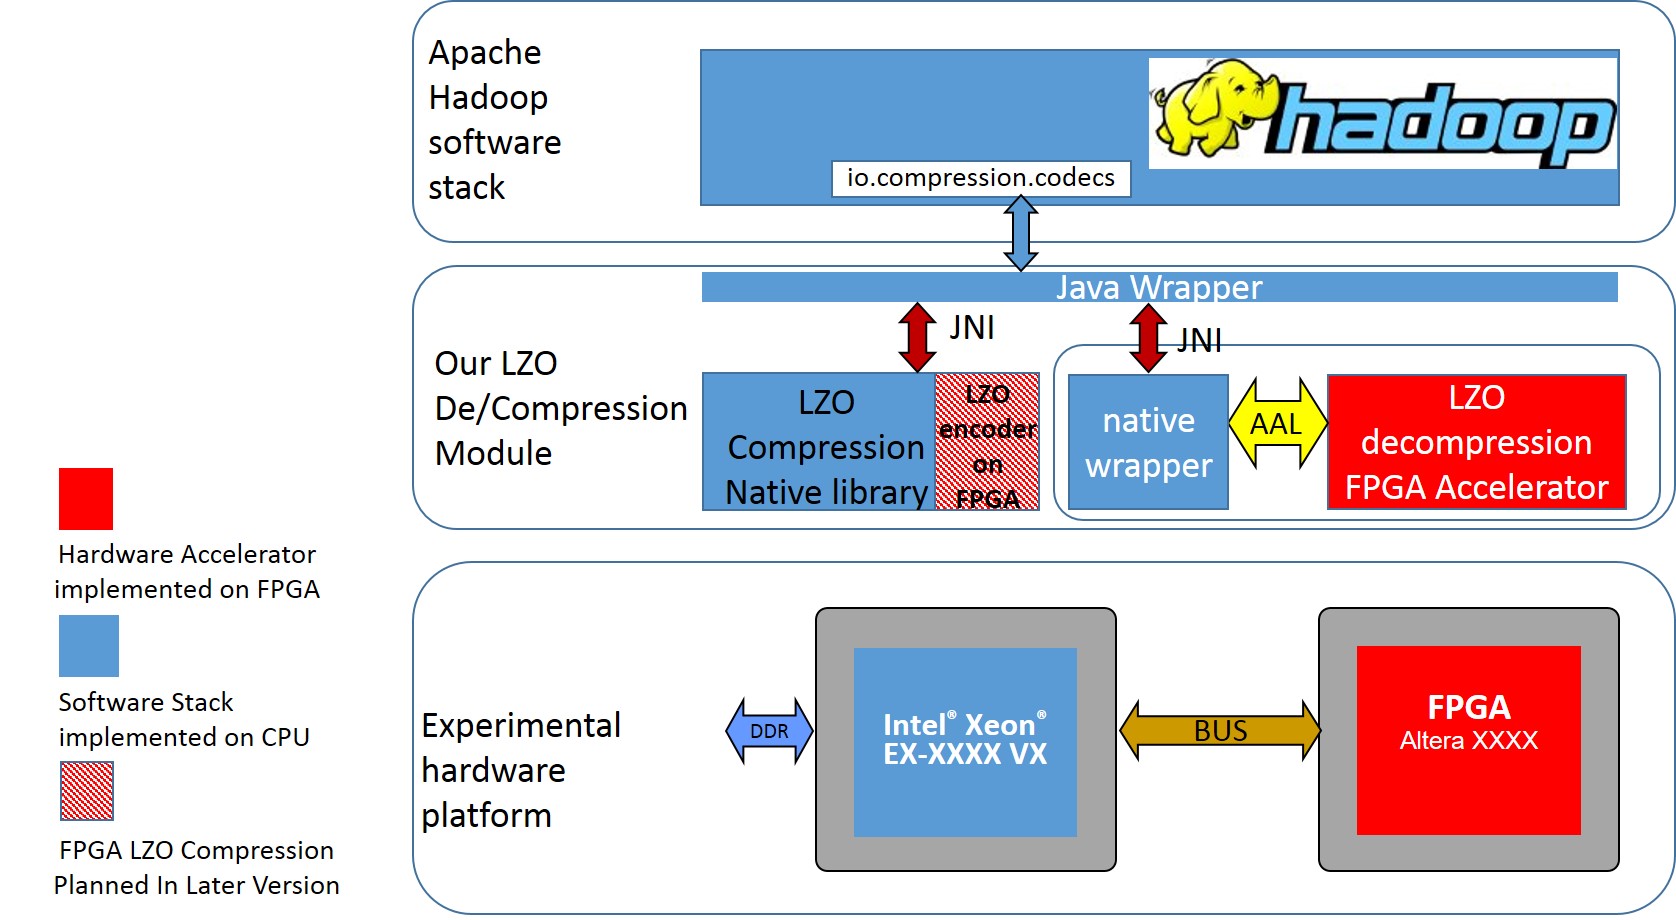 Apache
Hadoop
software
stack
hadoop
io.compression.codecs
Java Wrapper
JNI
JNI
Our LZO
De/Compression
Module
LZO
Compression
Native library
LZO
encoder
on
FPGA
native
wrapper
AAL
LZO
decompression
FPGA Accelerator
Hardware Accelerator
implemented on FPGA
Software Stack
implemented on CPU
FPGA LZO Compression
Planned In Later Version
Experimental
hardware
platform
DDR
Intel® Xeon®
EX-XXXX VX
BUS
FPGA
Altera XXXX